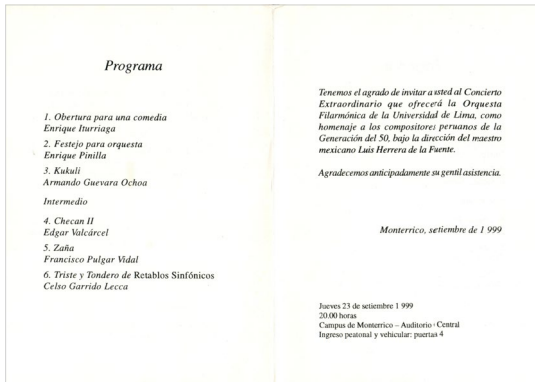 Programa
1. Obertura para una comedia
Enrique Iturriaga
2. Festejo para orquesta
Enrique Pinilla
3. Kukuli
Armando Guevara Ochoa
Intermedio
4. Checan II
Edgar Valcárcel
5. Zaña
Francisco Pulgar Vidal
6. Triste y Tondero de Retablos Sinfónicos
Celso Garrido Lecca
Tenemos el agrado de invitar a usted al Concierto
Extraordinario que ofrecerá la Orquesta
Filarmónica de la Universidad de Lima, como
homenaje a los compositores peruanos de la
Generación del 50, bajo la dirección del maestro
mexicano Luis Herrera de la Fuente.
Agradecemos anticipadamente su gentil asistencia.
Monterrico, setiembre de 1 999
Jueves 23 de setiembre 1 999
20.00 horas
Campus de Monterrico – Auditorio Central
Ingreso peatonal y vehicular: puertas 4